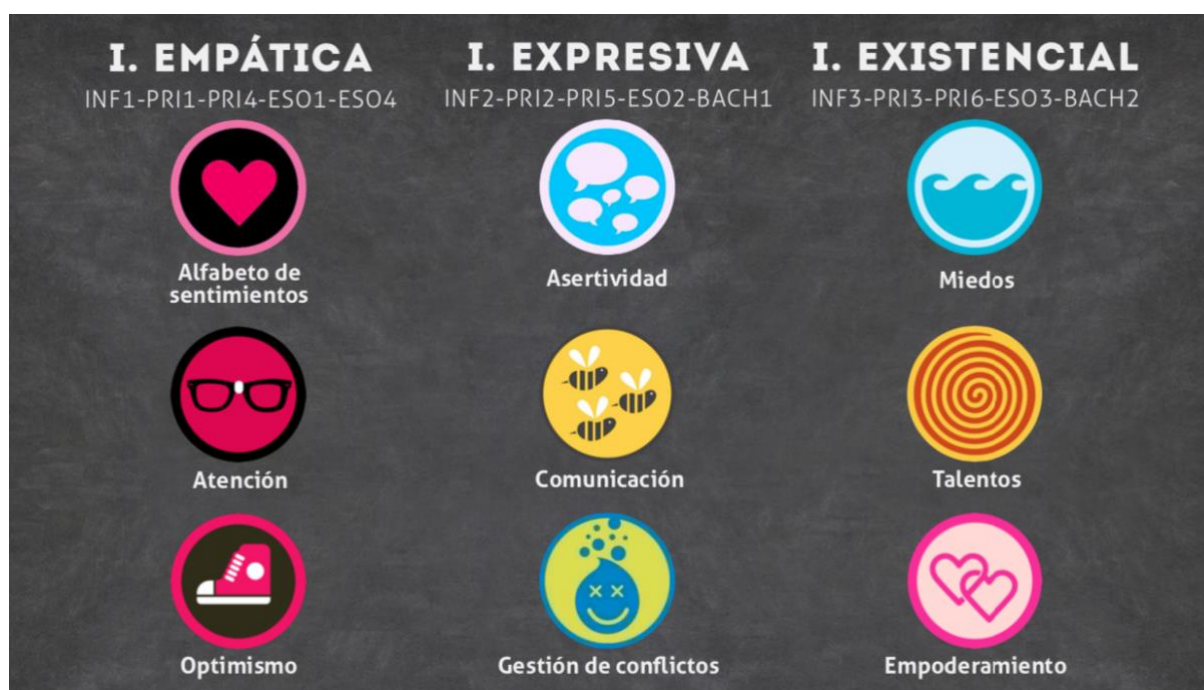 I. EMPÁTICA
INF1-PRI1-PRI4-ESO1-ESO4
Alfabeto de
sentimientos
Atención
Optimismo
I. EXPRESIVA
INF2-PRI2-PRI5-ESO2-BACH1
Asertividad
Comunicación
Gestión de conflictos
I. EXISTENCIAL
INF3-PRI3-PRI6-ESO3-BACH2
Miedos
Talentos
Empoderamiento